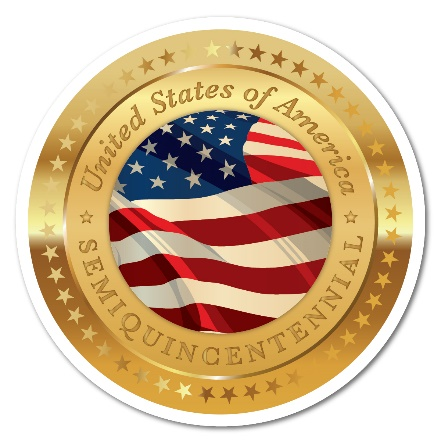 United States of America
SEMIQUINCENTENNIAL